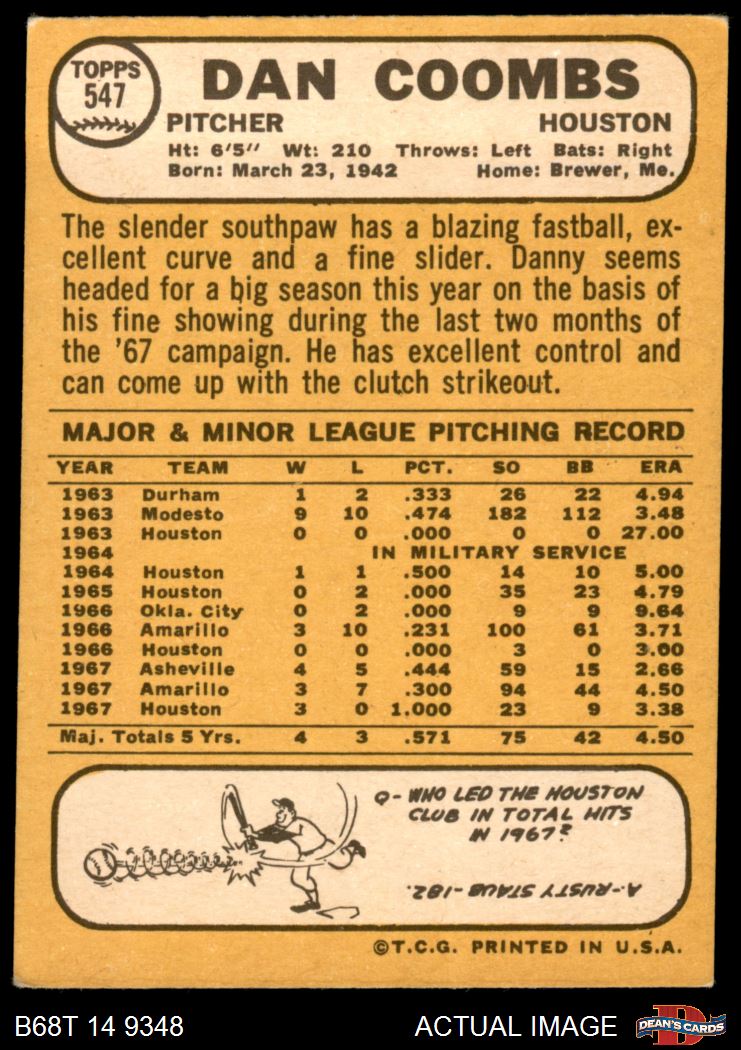 TOPPS
547
DAN COOMBS
PITCHER HOUSTON
Ht: 6'5" Wt: 210 Throws: Left Bats: Right
Born: March 23, 1942 Home: Brewer, Me.
The slender southpaw has a blazing fastball, ex-
cellent curve and a fine slider. Danny seems
headed for a big season this year on the basis of
his fine showing during the last two months of
the '67 campaign. He has excellent control and
can come up with the clutch strikeout.
MAJOR & MINOR LEAGUE PITCHING RECORD
YEAR TEAM W L PCT. SO BB ERA
1963 Durham 1 2 .333 26 22 4.94
1963 Modesto 9 10 .474 182 112 3.48
1963 Houston 0 0 .000 0 0 27.00
1964 IN MILITARY SERVICE
1964 Houston 1 1 .500 14 10 5.00
1965 Houston 0 2 .000 35 23 4.79
1966 Okla. City 0 2 .000 9 9 9.64
1966 Amarillo 3 10 .231 100 61 3.71
1966 Houston 0 0 .000 3 0 3.00
1967 Asheville 4 5 .444 59 15 2.66
1967 Amarillo 3 7 .300 94 44 4.50
1967 Houston 3 0 1.000 23 9 3.38
Maj. Totals 5 Yrs. 4 3 .571 75 42 4.50
Q- WHO LED THE HOUSTON
CLUB IN TOTAL HITS
IN 1967?
A-RUSTY STAUB-182.
©T.C.G. PRINTED IN U.S.A.
B68T 14 9348 ACTUAL IMAGE DEAN'S CARDS